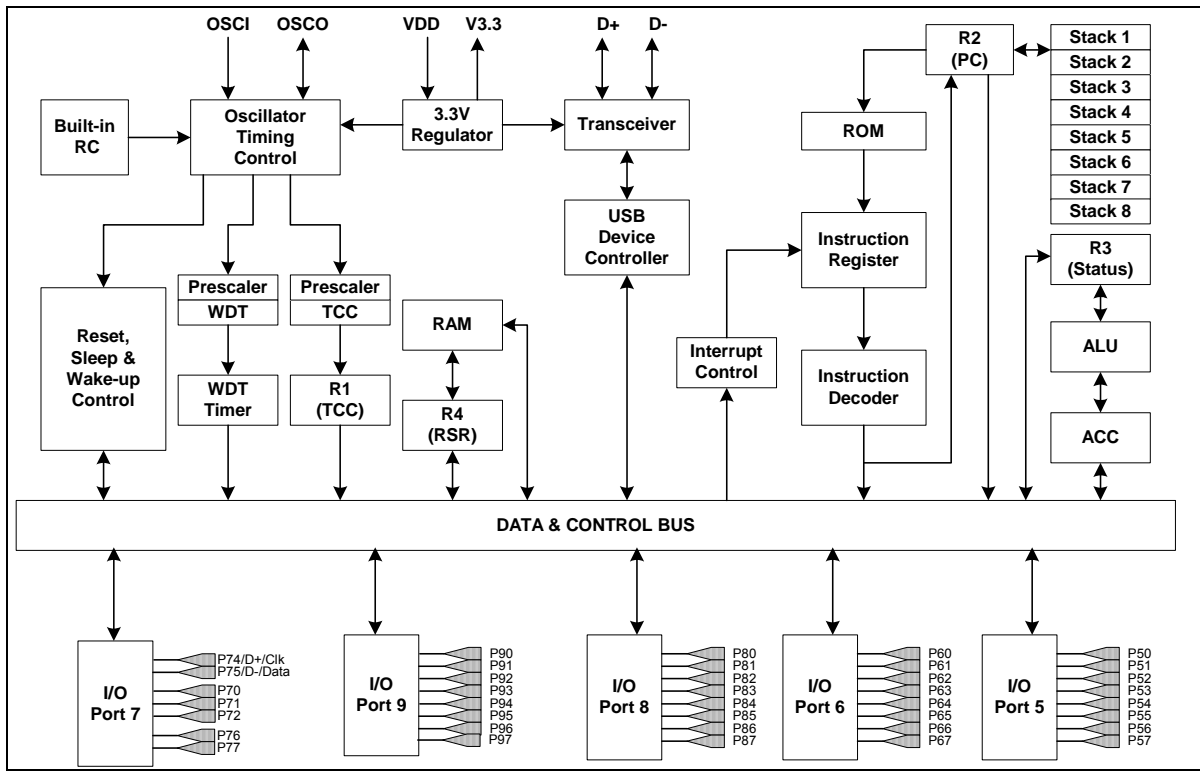 OSCI
OSCO
VDD
V3.3
D+
D-
R2
(PC)
Stack 1
Stack 2
Stack 3
Stack 4
Stack 5
Stack 6
Stack 7
Stack 8
Built-in
RC
Oscillator
Timing
Control
3.3V
Regulator
Transceiver
ROM
USB
Device
Controller
Instruction
Register
R3
(Status)
Prescaler
WDT
Prescaler
TCC
Reset,
Sleep &
Wake-up
Control
RAM
Interrupt
Control
Instruction
Decoder
ALU
WDT
Timer
R1
(TCC)
R4
(RSR)
ACC
DATA & CONTROL BUS
I/O
Port 7
P74/D+/Clk
P75/D-/Data
P70
P71
P72
P76
P77
I/O
Port 9
P90
P91
P92
P93
P94
P95
P96
P97
I/O
Port 8
P80
P81
P82
P83
P84
P85
P86
P87
I/O
Port 6
P60
P61
P62
P63
P64
P65
P66
P67
I/O
Port 5
P50
P51
P52
P53
P54
P55
P56
P57